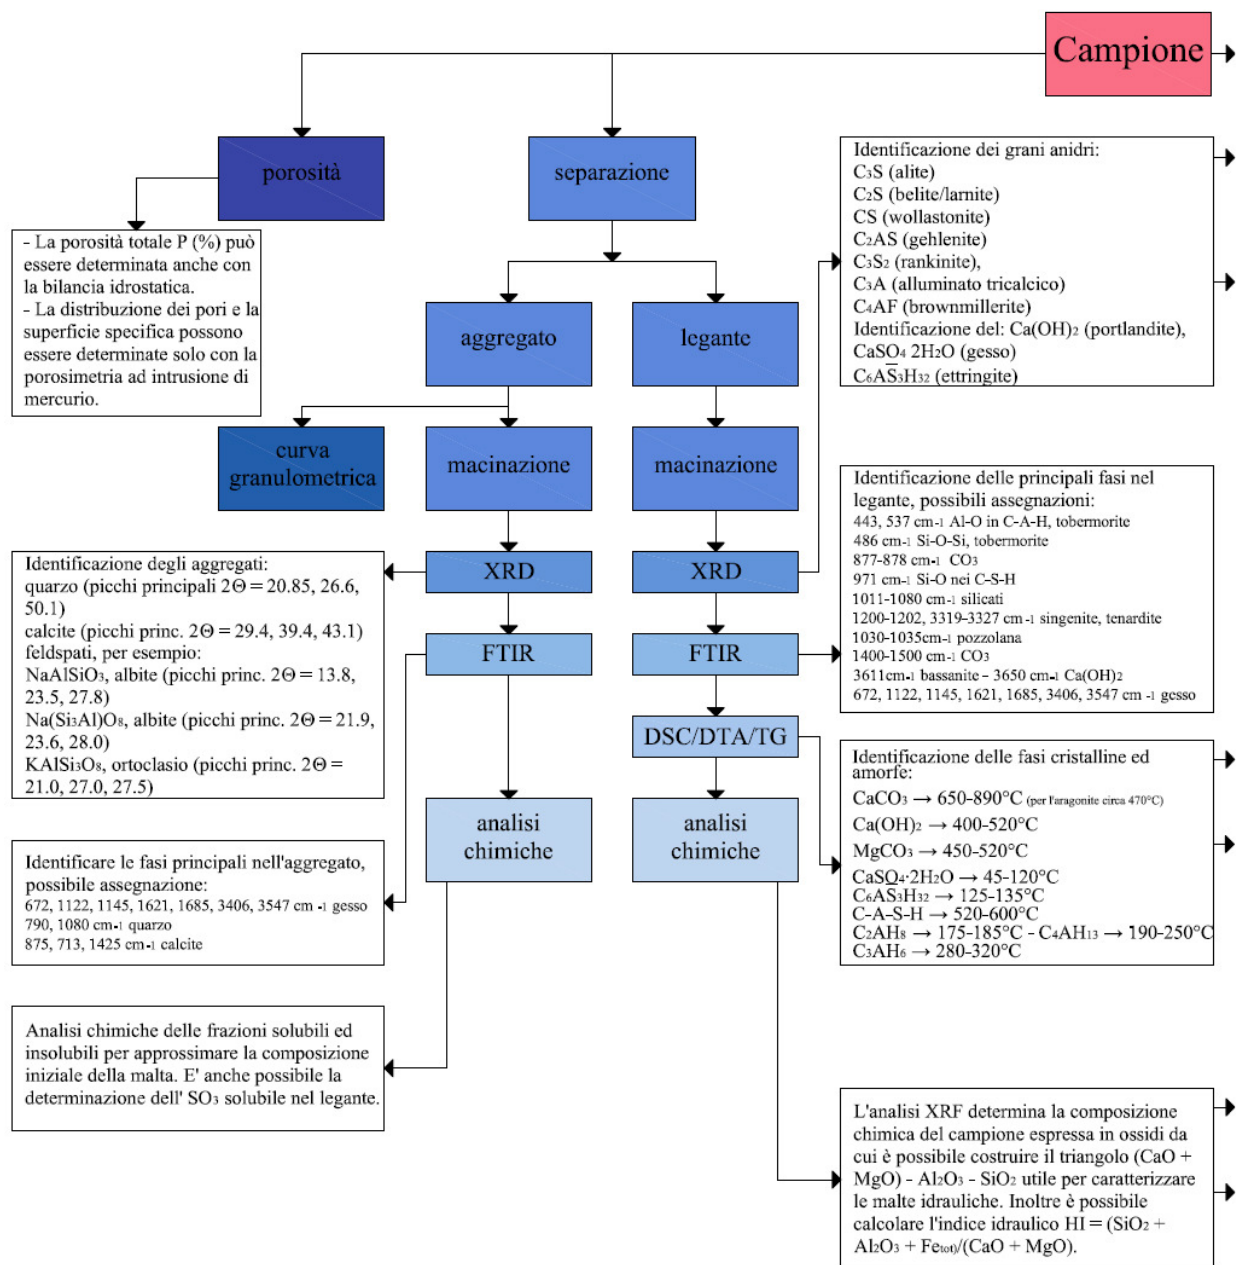 Campione
porosità
separazione
- La porosità totale P (%) può
essere determinata anche con
la bilancia idrostatica.
- La distribuzione dei pori e la
superficie specifica possono
essere determinate solo con la
porosimetria ad intrusione di
mercurio.
aggregato
legante
curva
granulometrica
macinazione
macinazione
XRD
XRD
FTIR
FTIR
DSC/DTA/TG
analisi
chimiche
analisi
chimiche
Identificazione degli aggregati:
quarzo (picchi principali 2Θ = 20.85, 26.6,
50.1)
calcite (picchi princ. 2Θ = 29.4, 39.4, 43.1)
feldspati, per esempio:
NaAlSiO₃, albite (picchi princ. 2Θ = 13.8,
23.5, 27.8)
Na(Si₃Al)O₈, albite (picchi princ. 2Θ = 21.9,
23.6, 28.0)
KAlSi₃O₈, ortoclasio (picchi princ. 2Θ =
21.0, 27.0, 27.5)
Identificare le fasi principali nell'aggregato,
possibile assegnazione:
672, 1122, 1145, 1621, 1685, 3406, 3547 cm -1 gesso
790, 1080 cm-1 quarzo
875, 713, 1425 cm-1 calcite
Analisi chimiche delle frazioni solubili ed
insolubili per approssimare la composizione
iniziale della malta. E' anche possibile la
determinazione dell' SO₃ solubile nel legante.
Identificazione dei grani anidri:
C₃S (alite)
C₂S (belite/larnite)
CS (wollastonite)
C₂AS (gehlenite)
C₃S₂ (rankinite),
C₃A (alluminato tricalcico)
C₄AF (brownmillerite)
Identificazione del: Ca(OH)₂ (portlandite),
CaSO₄ 2H₂O (gesso)
C₆AS̅₃H₃₂ (ettringite)
Identificazione delle principali fasi nel
legante, possibili assegnazioni:
443, 537 cm-1 Al-O in C-A-H, tobermorite
486 cm-1 Si-O-Si, tobermorite
877-878 cm-1 CO₃
971 cm-1 Si-O nei C-S-H
1011-1080 cm-1 silicati
1200-1202, 3319-3327 cm-1 singenite, tenardite
1030-1035cm-1 pozzolana
1400-1500 cm-1 CO₃
3611cm-1 bassanite - 3650 cm-1 Ca(OH)₂
672, 1122, 1145, 1621, 1685, 3406, 3547 cm -1 gesso
Identificazione delle fasi cristalline ed
amorfe:
CaCO₃ → 650-890°C (per l'aragonite circa 470°C)
Ca(OH)₂ → 400-520°C
MgCO₃ → 450-520°C
CaSO₄·2H₂O → 45-120°C
C₆AS̅₃H₃₂ → 125-135°C
C-A-S-H → 520-600°C
C₂AH₈ → 175-185°C - C₄AH₁₃ → 190-250°C
C₃AH₆ → 280-320°C
L'analisi XRF determina la composizione
chimica del campione espressa in ossidi da
cui è possibile costruire il triangolo (CaO +
MgO) - Al₂O₃ - SiO₂ utile per caratterizzare
le malte idrauliche. Inoltre è possibile
calcolare l'indice idraulico HI = (SiO₂ +
Al₂O₃ + Fetot)/(CaO + MgO).